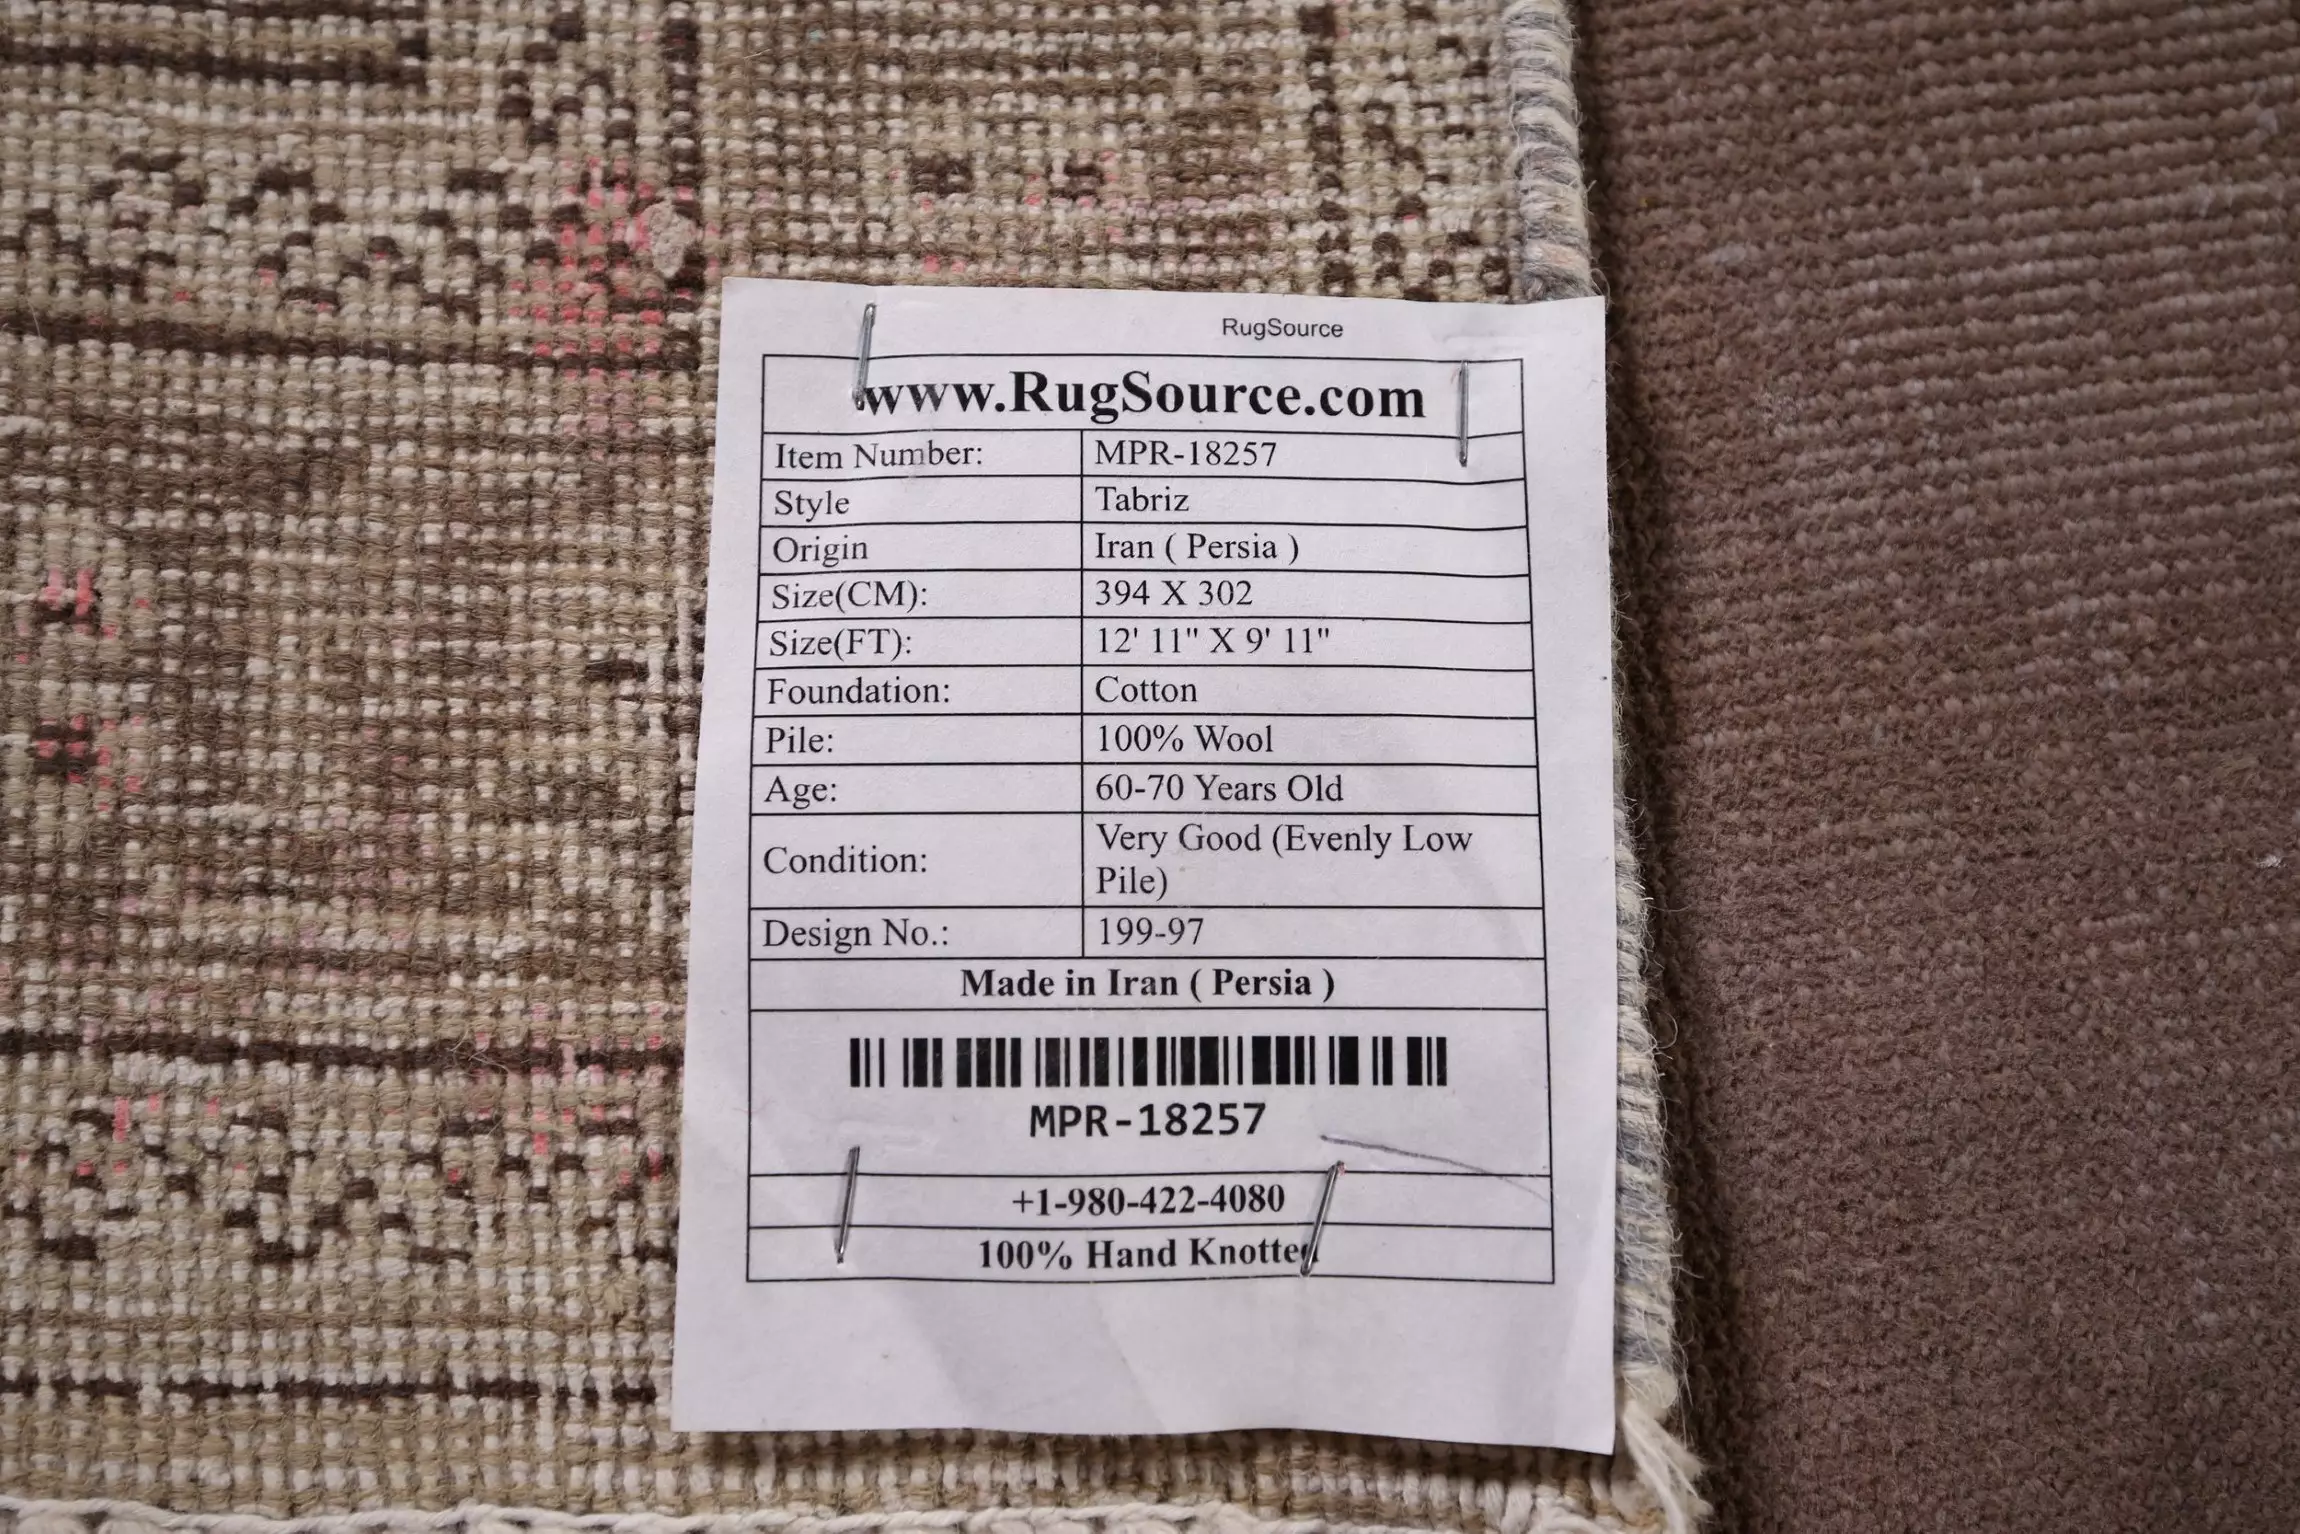 RugSource
www.RugSource.com
Item Number: MPR-18257
Style Tabriz
Origin Iran ( Persia )
Size(CM): 394 X 302
Size(FT): 12' 11" X 9' 11"
Foundation: Cotton
Pile: 100% Wool
Age: 60-70 Years Old
Condition: Very Good (Evenly Low
Pile)
Design No.: 199-97
Made in Iran ( Persia )
MPR-18257
+1-980-422-4080
100% Hand Knotted